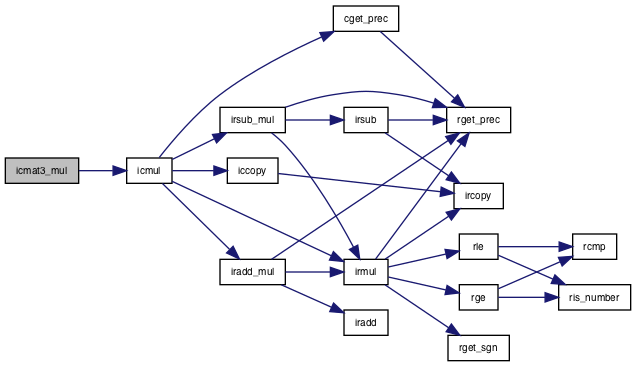 icmat3_mul
icmul
cget_prec
irsub_mul
iccopy
iradd_mul
irsub
irmul
iradd
rget_prec
ircopy
rle
rge
rget_sgn
rcmp
ris_number